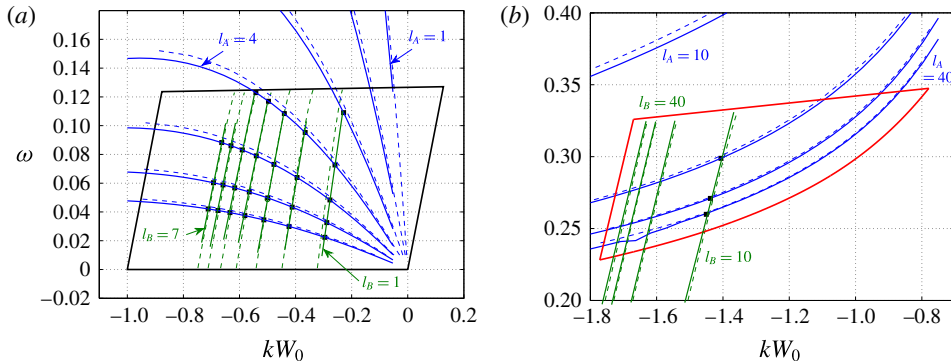 (a)
(b)
0.16
0.14
0.12
0.10
0.08
0.06
0.04
0.02
0
−0.02
ω
l_A = 4
l_A = 1
l_B = 7
l_B = 1
−1.0 −0.8 −0.6 −0.4 −0.2 0 0.2
kW_0
0.40
0.35
0.30
0.25
0.20
l_A = 10
l_A
= 40
l_B = 40
l_B = 10
−1.8 −1.6 −1.4 −1.2 −1.0 −0.8
kW_0